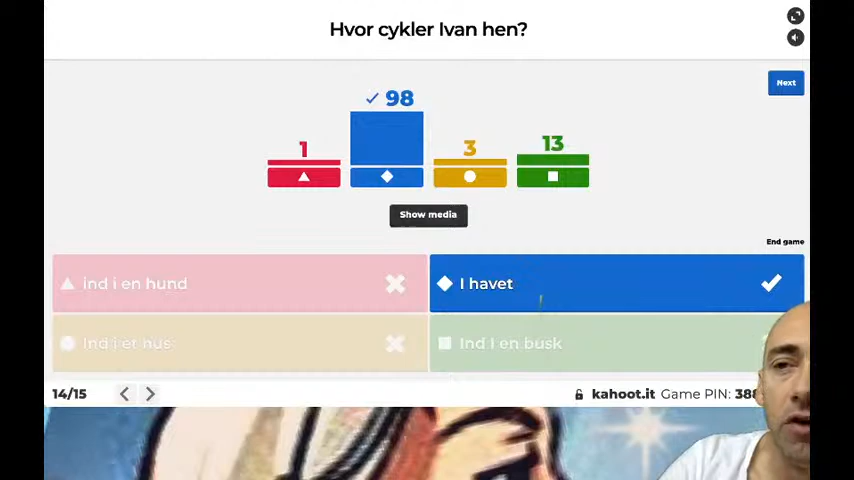 Hvor cykler Ivan hen?
Next
1
98
3
13
Show media
End game
ind i en hund
I havet
Ind i et hus
Ind I en busk
14/15
kahoot.it Game PIN: